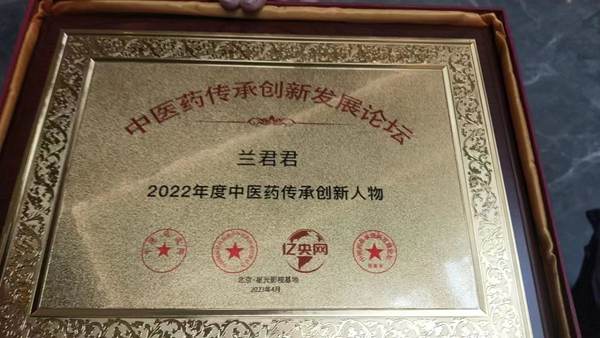 中医药传承创新发展论坛
兰君君
2022年度中医药传承创新人物
亿央网
北京·星光影视基地
2023年4月